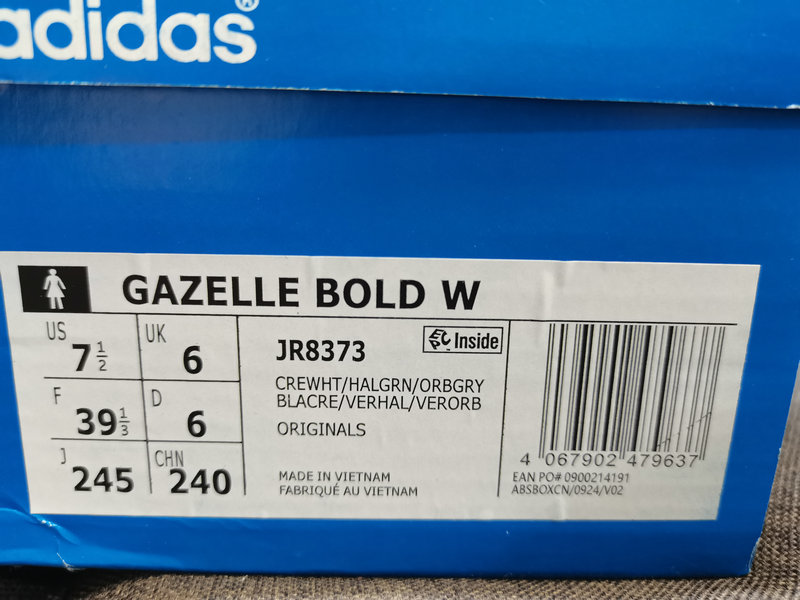 adidas®
GAZELLE BOLD W
US 7 1/2
UK 6
F 39 1/3
D 6
J 245
CHN 240
JR8373
EPC Inside
CREWHT/HALGRN/ORBGRY
BLACRE/VERHAL/VERORB
ORIGINALS
MADE IN VIETNAM
FABRIQUÉ AU VIETNAM
4 067902 479637
EAN PO# 0900214191
ABSBOXCN/0924/V02